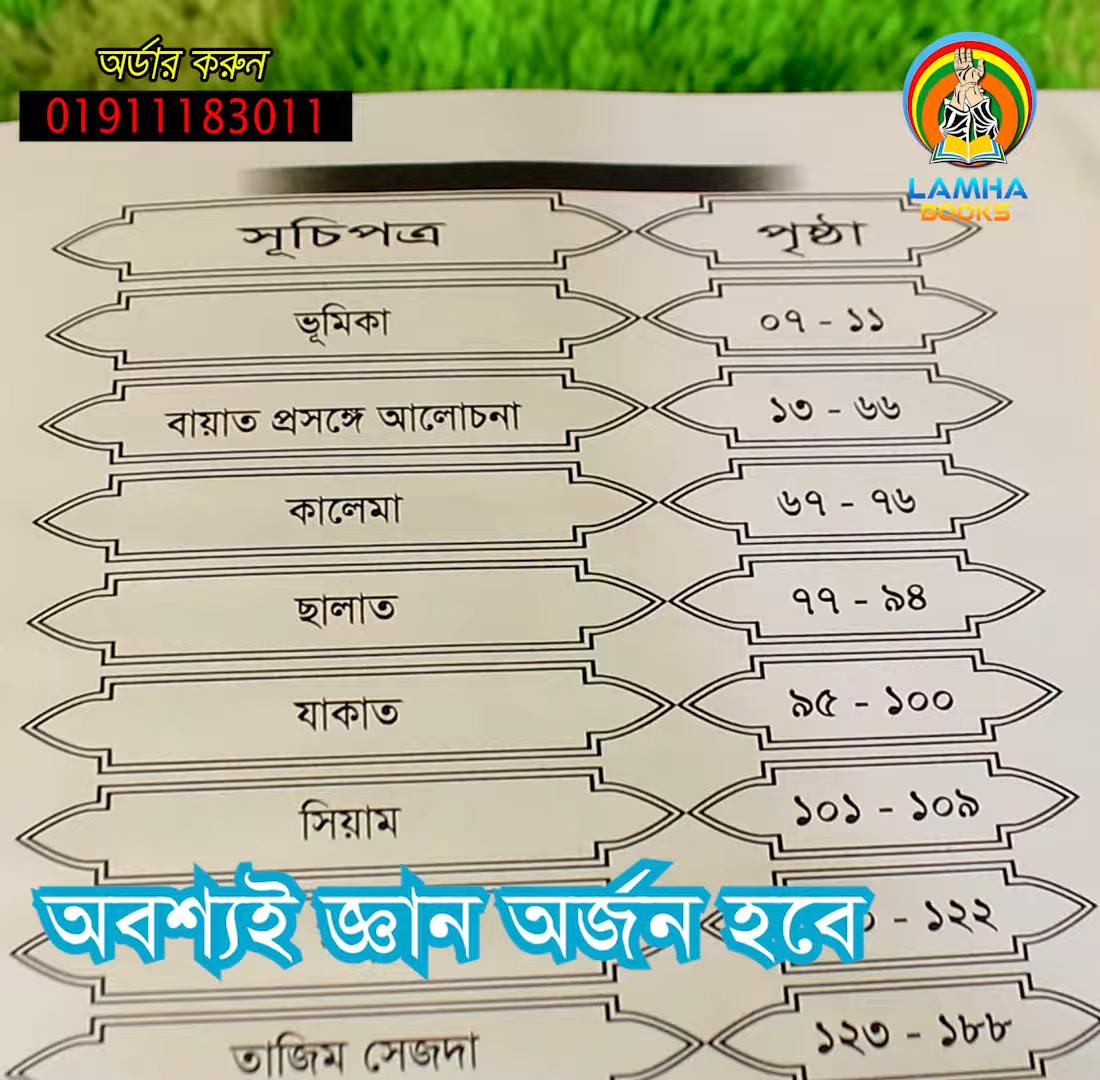 অর্ডার করুন
01911183011
LAMHA
BOOKS
সূচিপত্র পৃষ্ঠা
ভূমিকা ০৭ - ১১
বায়াত প্রসঙ্গে আলোচনা ১৩ - ৬৬
কালেমা ৬৭ - ৭৬
ছালাত ৭৭ - ৯৪
যাকাত ৯৫ - ১০০
সিয়াম ১০১ - ১০৯
অবশ্যই জ্ঞান অর্জন হবে
- ১২২
তাজিম সেজদা ১২৩ - ১৮৮